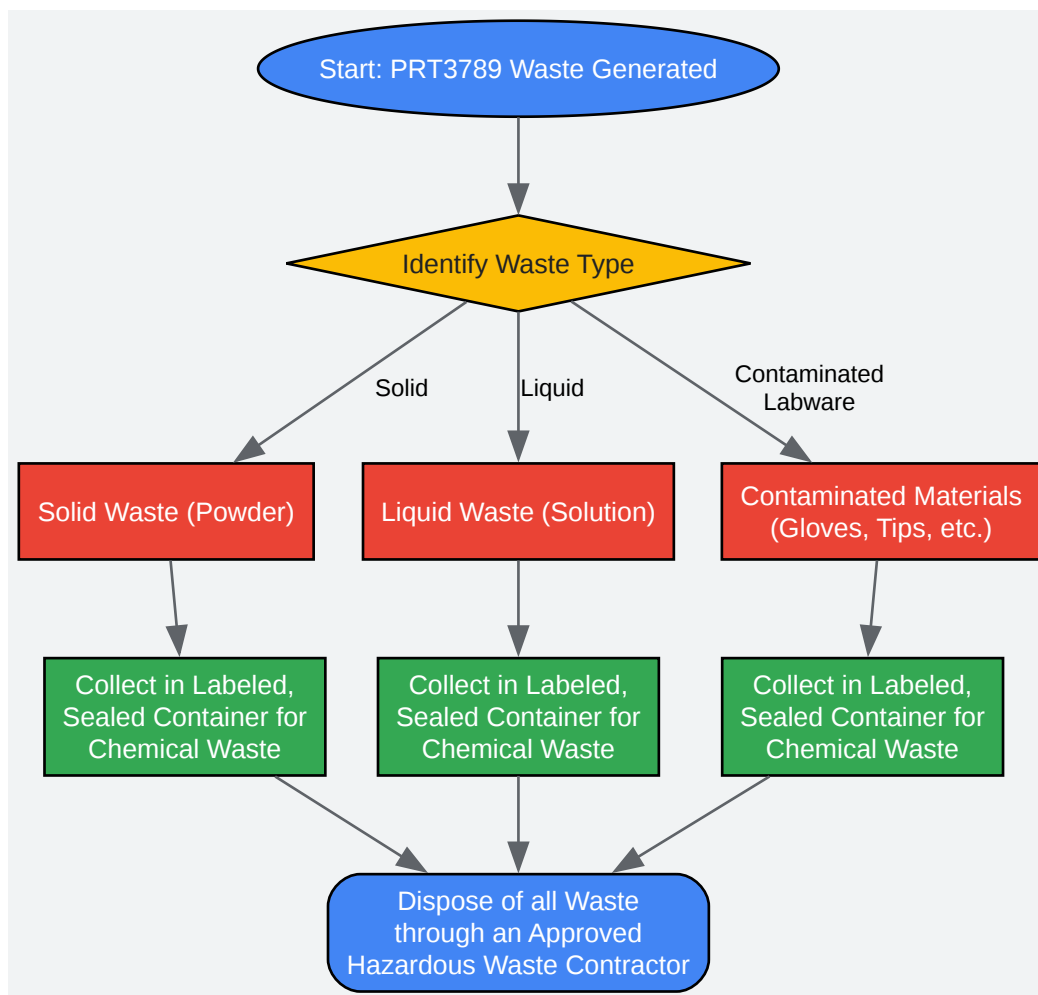 Start: PRT3789 Waste Generated
Identify Waste Type
Solid
Liquid
Contaminated
Labware
Solid Waste (Powder)
Liquid Waste (Solution)
Contaminated Materials
(Gloves, Tips, etc.)
Collect in Labeled,
Sealed Container for
Chemical Waste
Collect in Labeled,
Sealed Container for
Chemical Waste
Collect in Labeled,
Sealed Container for
Chemical Waste
Dispose of all Waste
through an Approved
Hazardous Waste Contractor